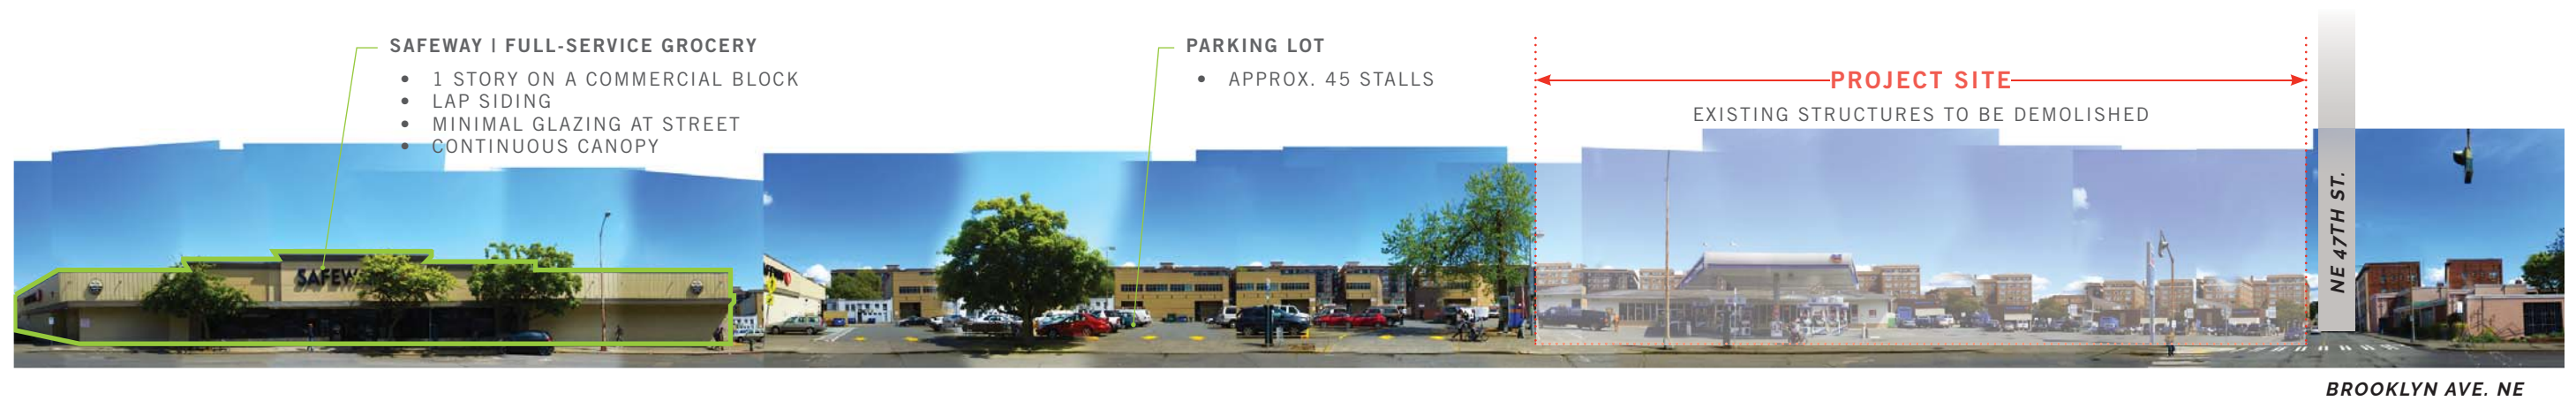 SAFEWAY | FULL-SERVICE GROCERY
• 1 STORY ON A COMMERCIAL BLOCK
• LAP SIDING
• MINIMAL GLAZING AT STREET
• CONTINUOUS CANOPY
PARKING LOT
• APPROX. 45 STALLS
PROJECT SITE
EXISTING STRUCTURES TO BE DEMOLISHED
SAFEW
NE 47TH ST.
BROOKLYN AVE. NE